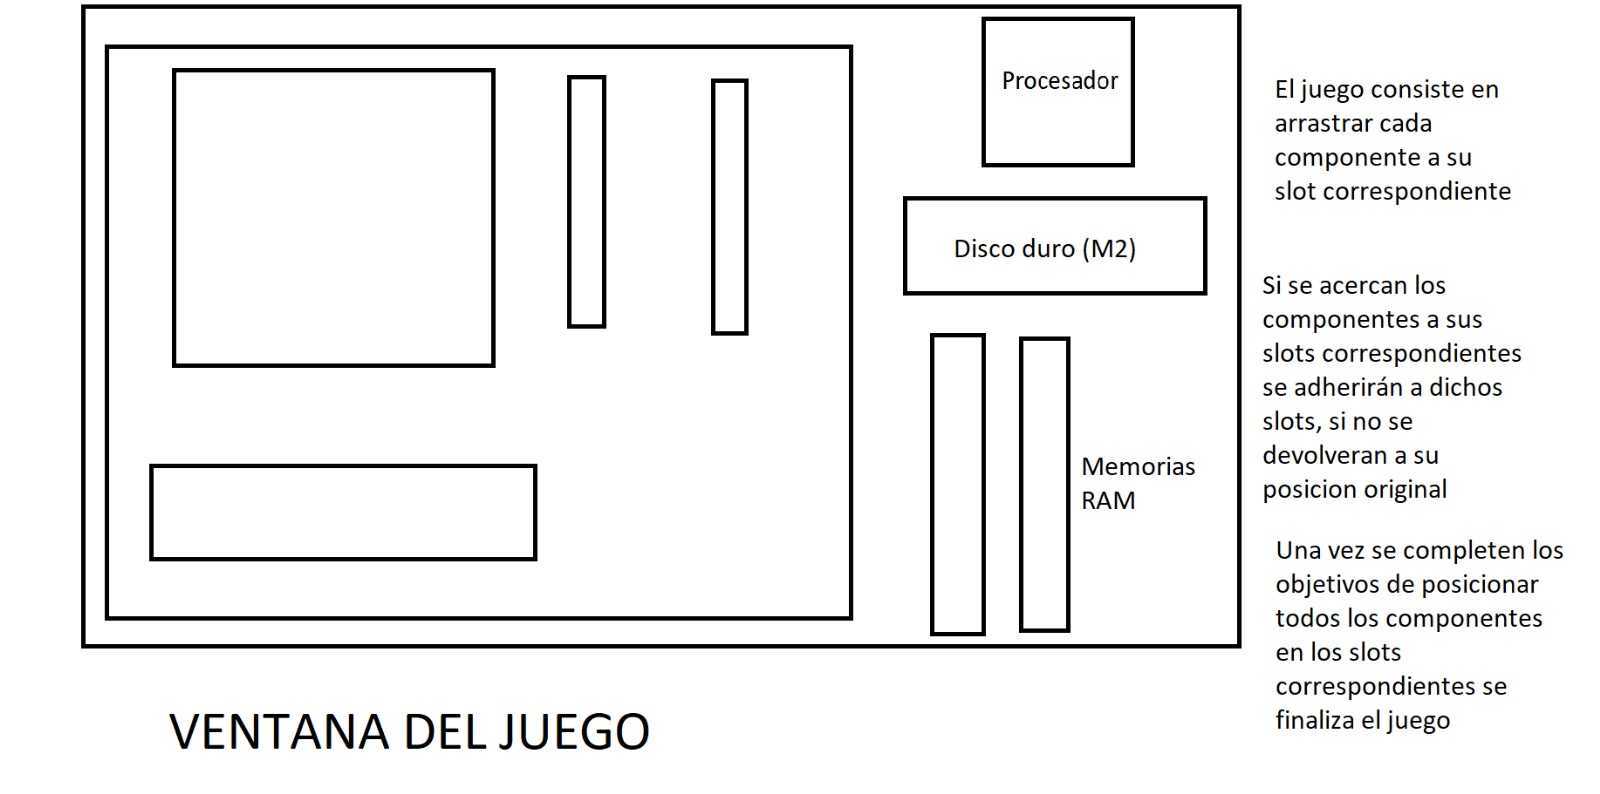 Procesador
Disco duro (M2)
Memorias
RAM
El juego consiste en
arrastrar cada
componente a su
slot correspondiente
Si se acercan los
componentes a sus
slots correspondientes
se adherirán a dichos
slots, si no se
devolveran a su
posicion original
Una vez se completen los
objetivos de posicionar
todos los componentes
en los slots
correspondientes se
finaliza el juego
VENTANA DEL JUEGO